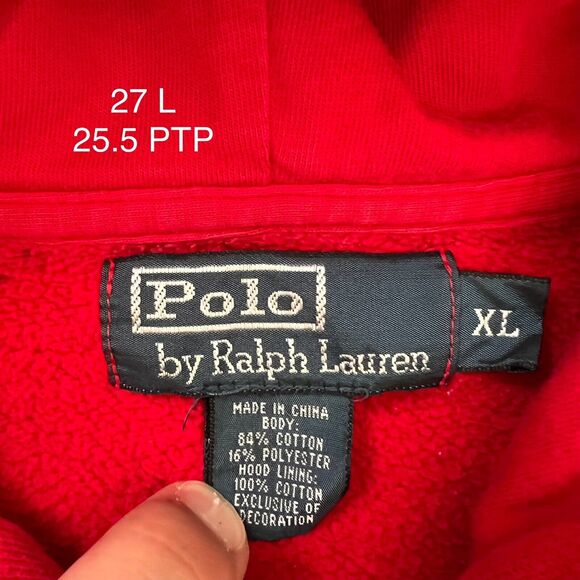 27 L
25.5 PTP
Polo
by Ralph Lauren
XL
MADE IN CHINA
BODY:
84% COTTON
16% POLYESTER
HOOD LINING:
100% COTTON
EXCLUSIVE OF
DECORATION